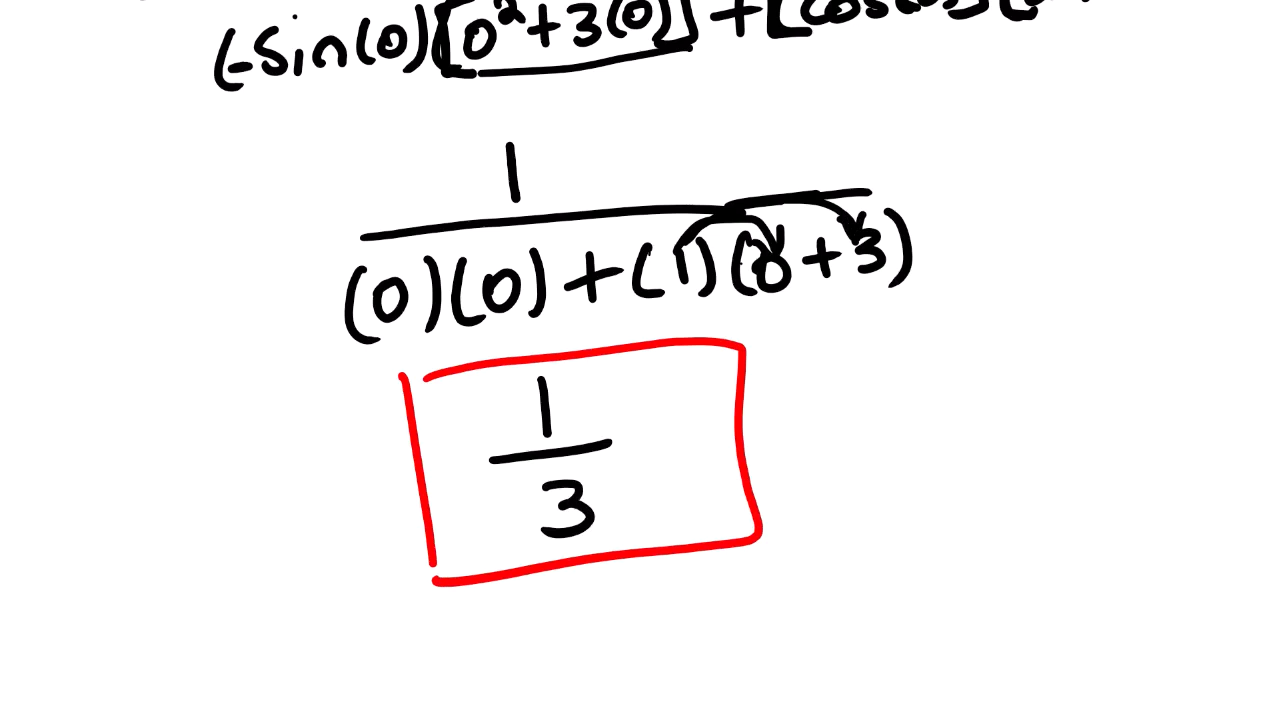 (-Sin(0)[0²+3(0)] +
1
(0)(0)+(1)(0+3)
1
3